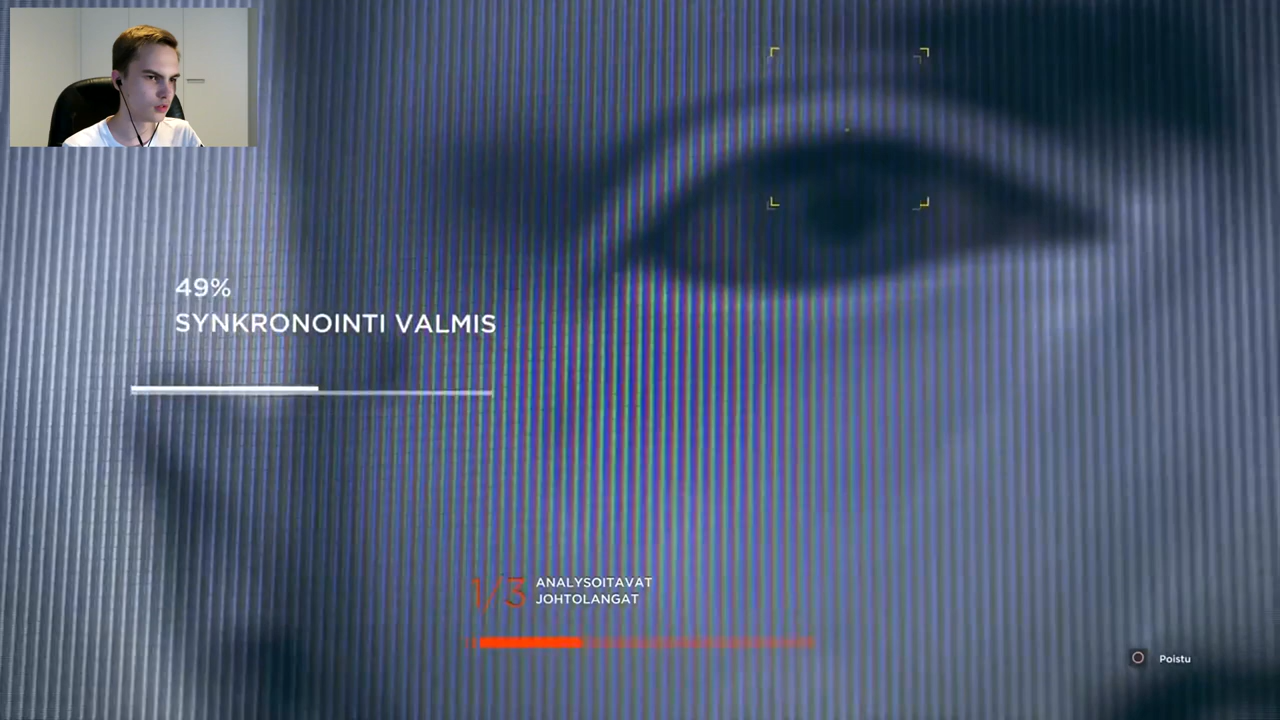 49%
SYNKRONOINTI VALMIS
1/3
ANALYSOITAVAT
JOHTOLANGAT
Poistu